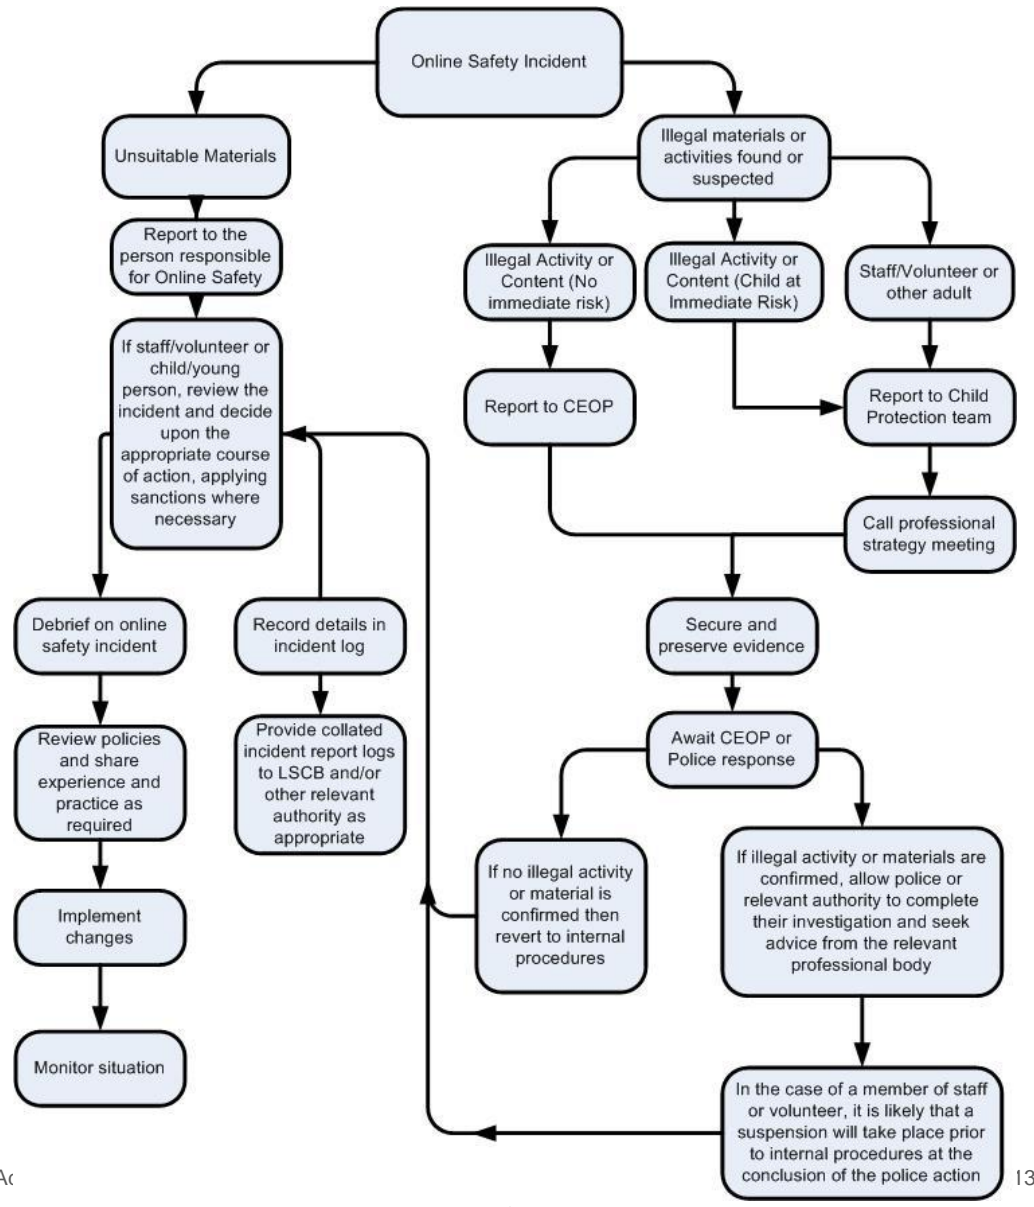 Online Safety Incident
Unsuitable Materials
Report to the
person responsible
for Online Safety
If staff/volunteer or
child/young
person, review the
incident and decide
upon the
appropriate course
of action, applying
sanctions where
necessary
Debrief on online
safety incident
Review policies
and share
experience and
practice as
required
Implement
changes
Monitor situation
Record details in
incident log
Provide collated
incident report logs
to LSCB and/or
other relevant
authority as
appropriate
Illegal materials or
activities found or
suspected
Illegal Activity or
Content (No
immediate risk)
Illegal Activity or
Content (Child at
Immediate Risk)
Staff/Volunteer or
other adult
Report to CEOP
Report to Child
Protection team
Call professional
strategy meeting
Secure and
preserve evidence
Await CEOP or
Police response
If no illegal activity
or material is
confirmed then
revert to internal
procedures
If illegal activity or materials are
confirmed, allow police or
relevant authority to complete
their investigation and seek
advice from the relevant
professional body
In the case of a member of staff
or volunteer, it is likely that a
suspension will take place prior
to internal procedures at the
conclusion of the police action
13